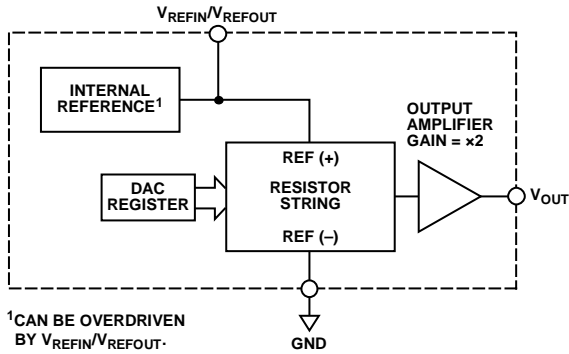 VREFIN/VREFOUT
INTERNAL
REFERENCE1
OUTPUT
AMPLIFIER
GAIN = ×2
REF (+)
RESISTOR
STRING
REF (–)
DAC
REGISTER
VOUT
GND
1CAN BE OVERDRIVEN
BY VREFIN/VREFOUT.